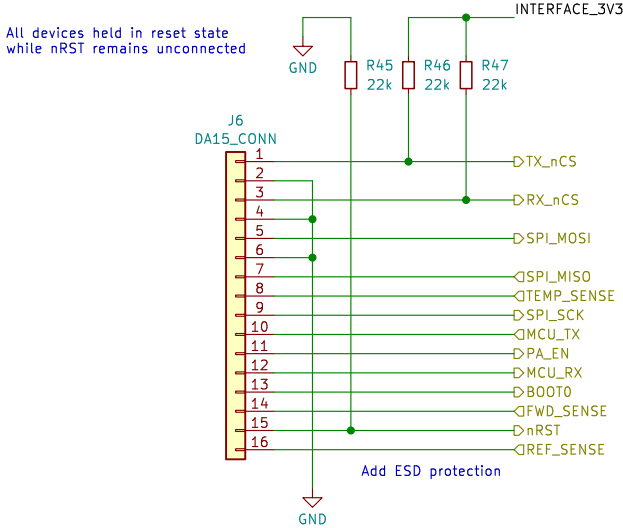 INTERFACE_3V3
All devices held in reset state
while nRST remains unconnected
GND
R45
22k
R46
22k
R47
22k
J6
DA15_CONN
1
TX_nCS
2
3
RX_nCS
4
5
SPI_MOSI
6
7
SPI_MISO
8
TEMP_SENSE
9
SPI_SCK
10
MCU_TX
11
PA_EN
12
MCU_RX
13
BOOT0
14
FWD_SENSE
15
nRST
16
REF_SENSE
Add ESD protection
GND